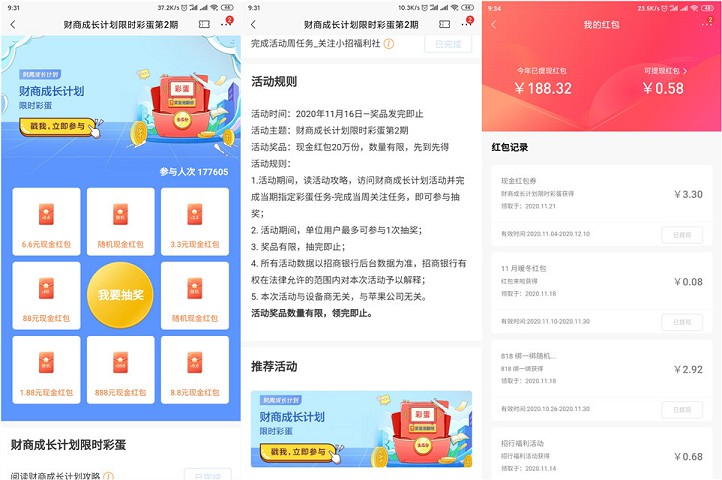 9:31
37.2K/s
48
财商成长计划限时彩蛋第2期
2
财商成长计划
财商成长计划
限时彩蛋
彩蛋
戳我，立即参与
参与人次 177605
6.6元现金红包
随机现金红包
3.3元现金红包
88元现金红包
我要抽奖
随机现金红包
1.88元现金红包
888元现金红包
8.8元现金红包
财商成长计划限时彩蛋
阅读财商成长计划攻略
已完成
9:31
10.3K/s
48
财商成长计划限时彩蛋第2期
2
完成活动周任务_关注小招福利社
已完成
活动规则
活动时间：2020年11月16日—奖品发完即止
活动主题：财商成长计划限时彩蛋第2期
活动奖品：现金红包20万份，数量有限，先到先得
活动规则：
1.活动期间，读活动攻略，访问财商成长计划活动并完
成当期指定彩蛋任务-完成当周关注任务，即可参与抽
奖；
2. 活动期间，单位用户最多可参与1次抽奖；
3. 奖品有限，抽完即止；
4. 所有活动数据以招商银行后台数据为准，招商银行有
权在法律允许的范围内对本次活动予以解释；
5. 本次活动与设备商无关，与苹果公司无关。
活动奖品数量有限，领完即止。
推荐活动
财商成长计划
财商成长计划
限时彩蛋
彩蛋
戳我，立即参与
9:34
23.5K/s
48
我的红包
2
今年已提现红包
￥188.32
可提现红包
￥0.58
红包记录
现金红包券
财商成长计划限时彩蛋获得
领取于：2020.11.21
￥3.30
有效时间:2020.11.04-2020.12.10
已提现
11 月暖冬红包
红包来啦获得
领取于：2020.11.18
￥0.08
有效时间:2020.11.10-2020.11.30
已提现
818 绑一绑随机...
818 绑一绑获得
领取于：2020.11.18
￥2.92
有效时间:2020.10.26-2020.11.30
已提现
招行福利活动
招行福利活动获得
领取于：2020.11.14
￥0.68